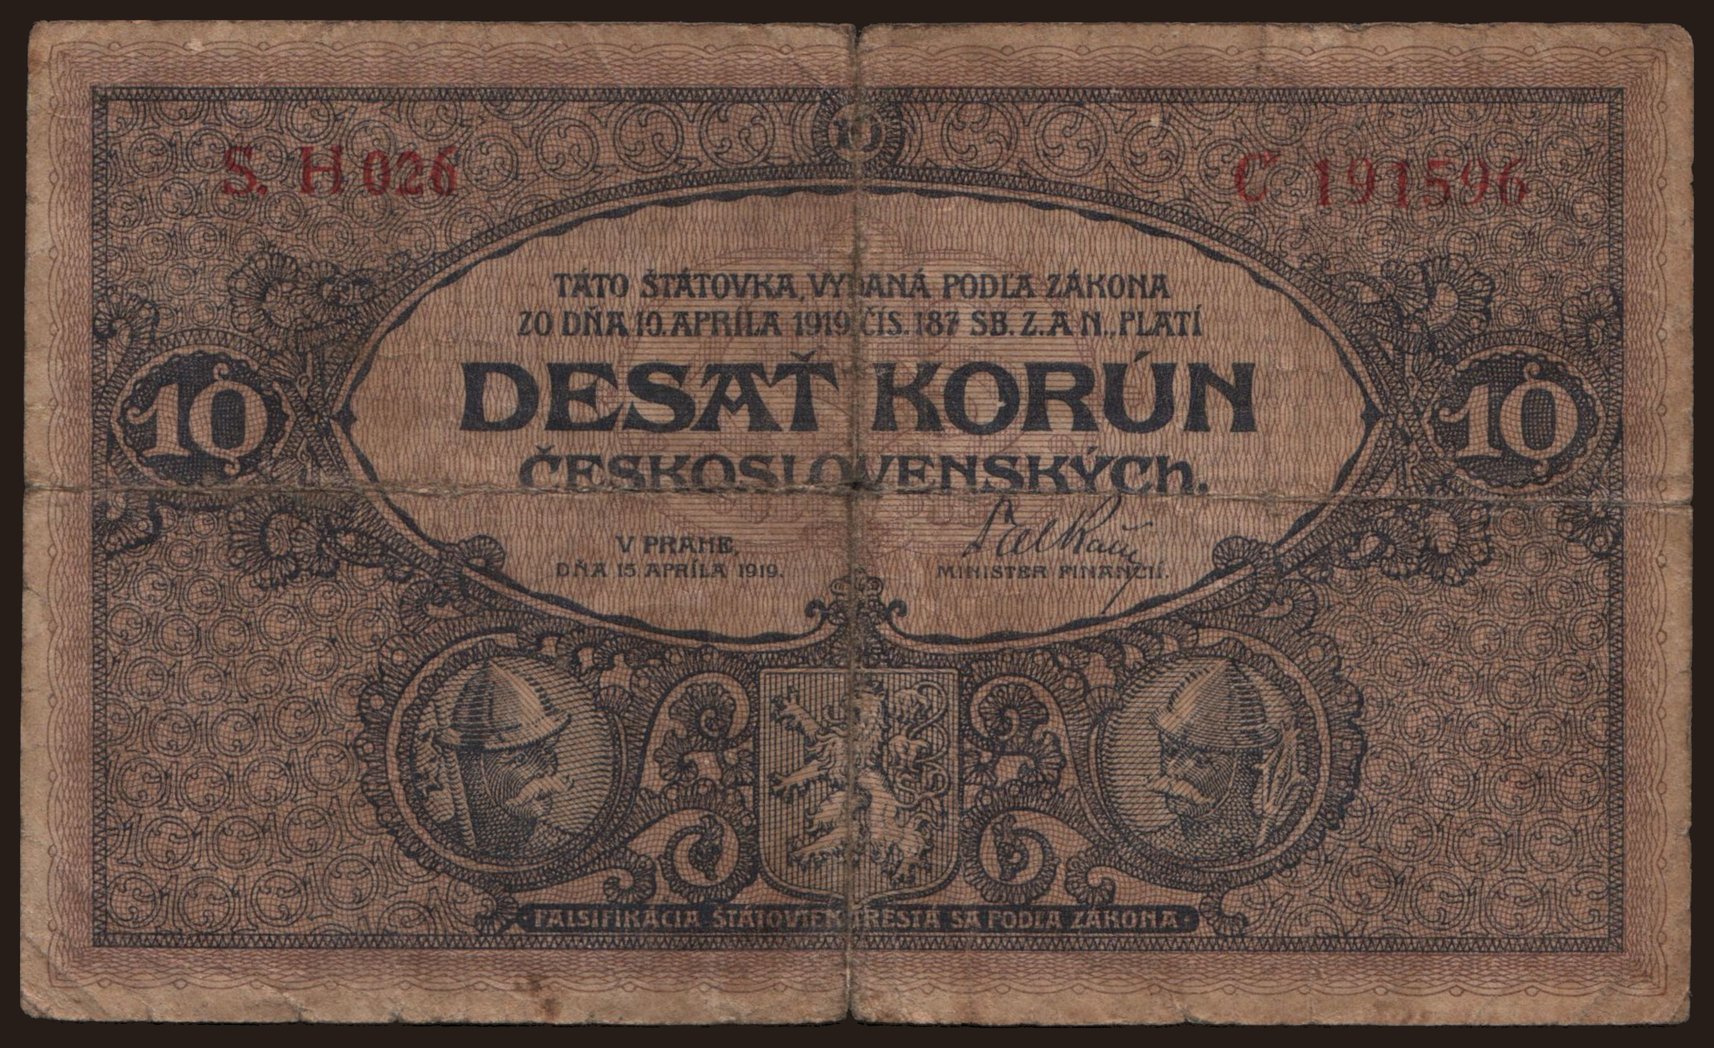 10
S. H 026
C 191596
TÁTO ŠTÁTOVKA, VYDANÁ PODĽA ZÁKONA
ZO DŇA 10. APRÍLA 1919 ČÍS. 187 SB. Z. A N., PLATÍ
DESAŤ KORÚN
10
10
ČESKOSLOVENSKÝCh.
V PRAHE,
DŇA 15. APRÍLA 1919.
MINISTER FINANCIÍ.
FALSIFIKÁCIA ŠTÁTOVIEK TRESTÁ SA PODĽA ZÁKONA